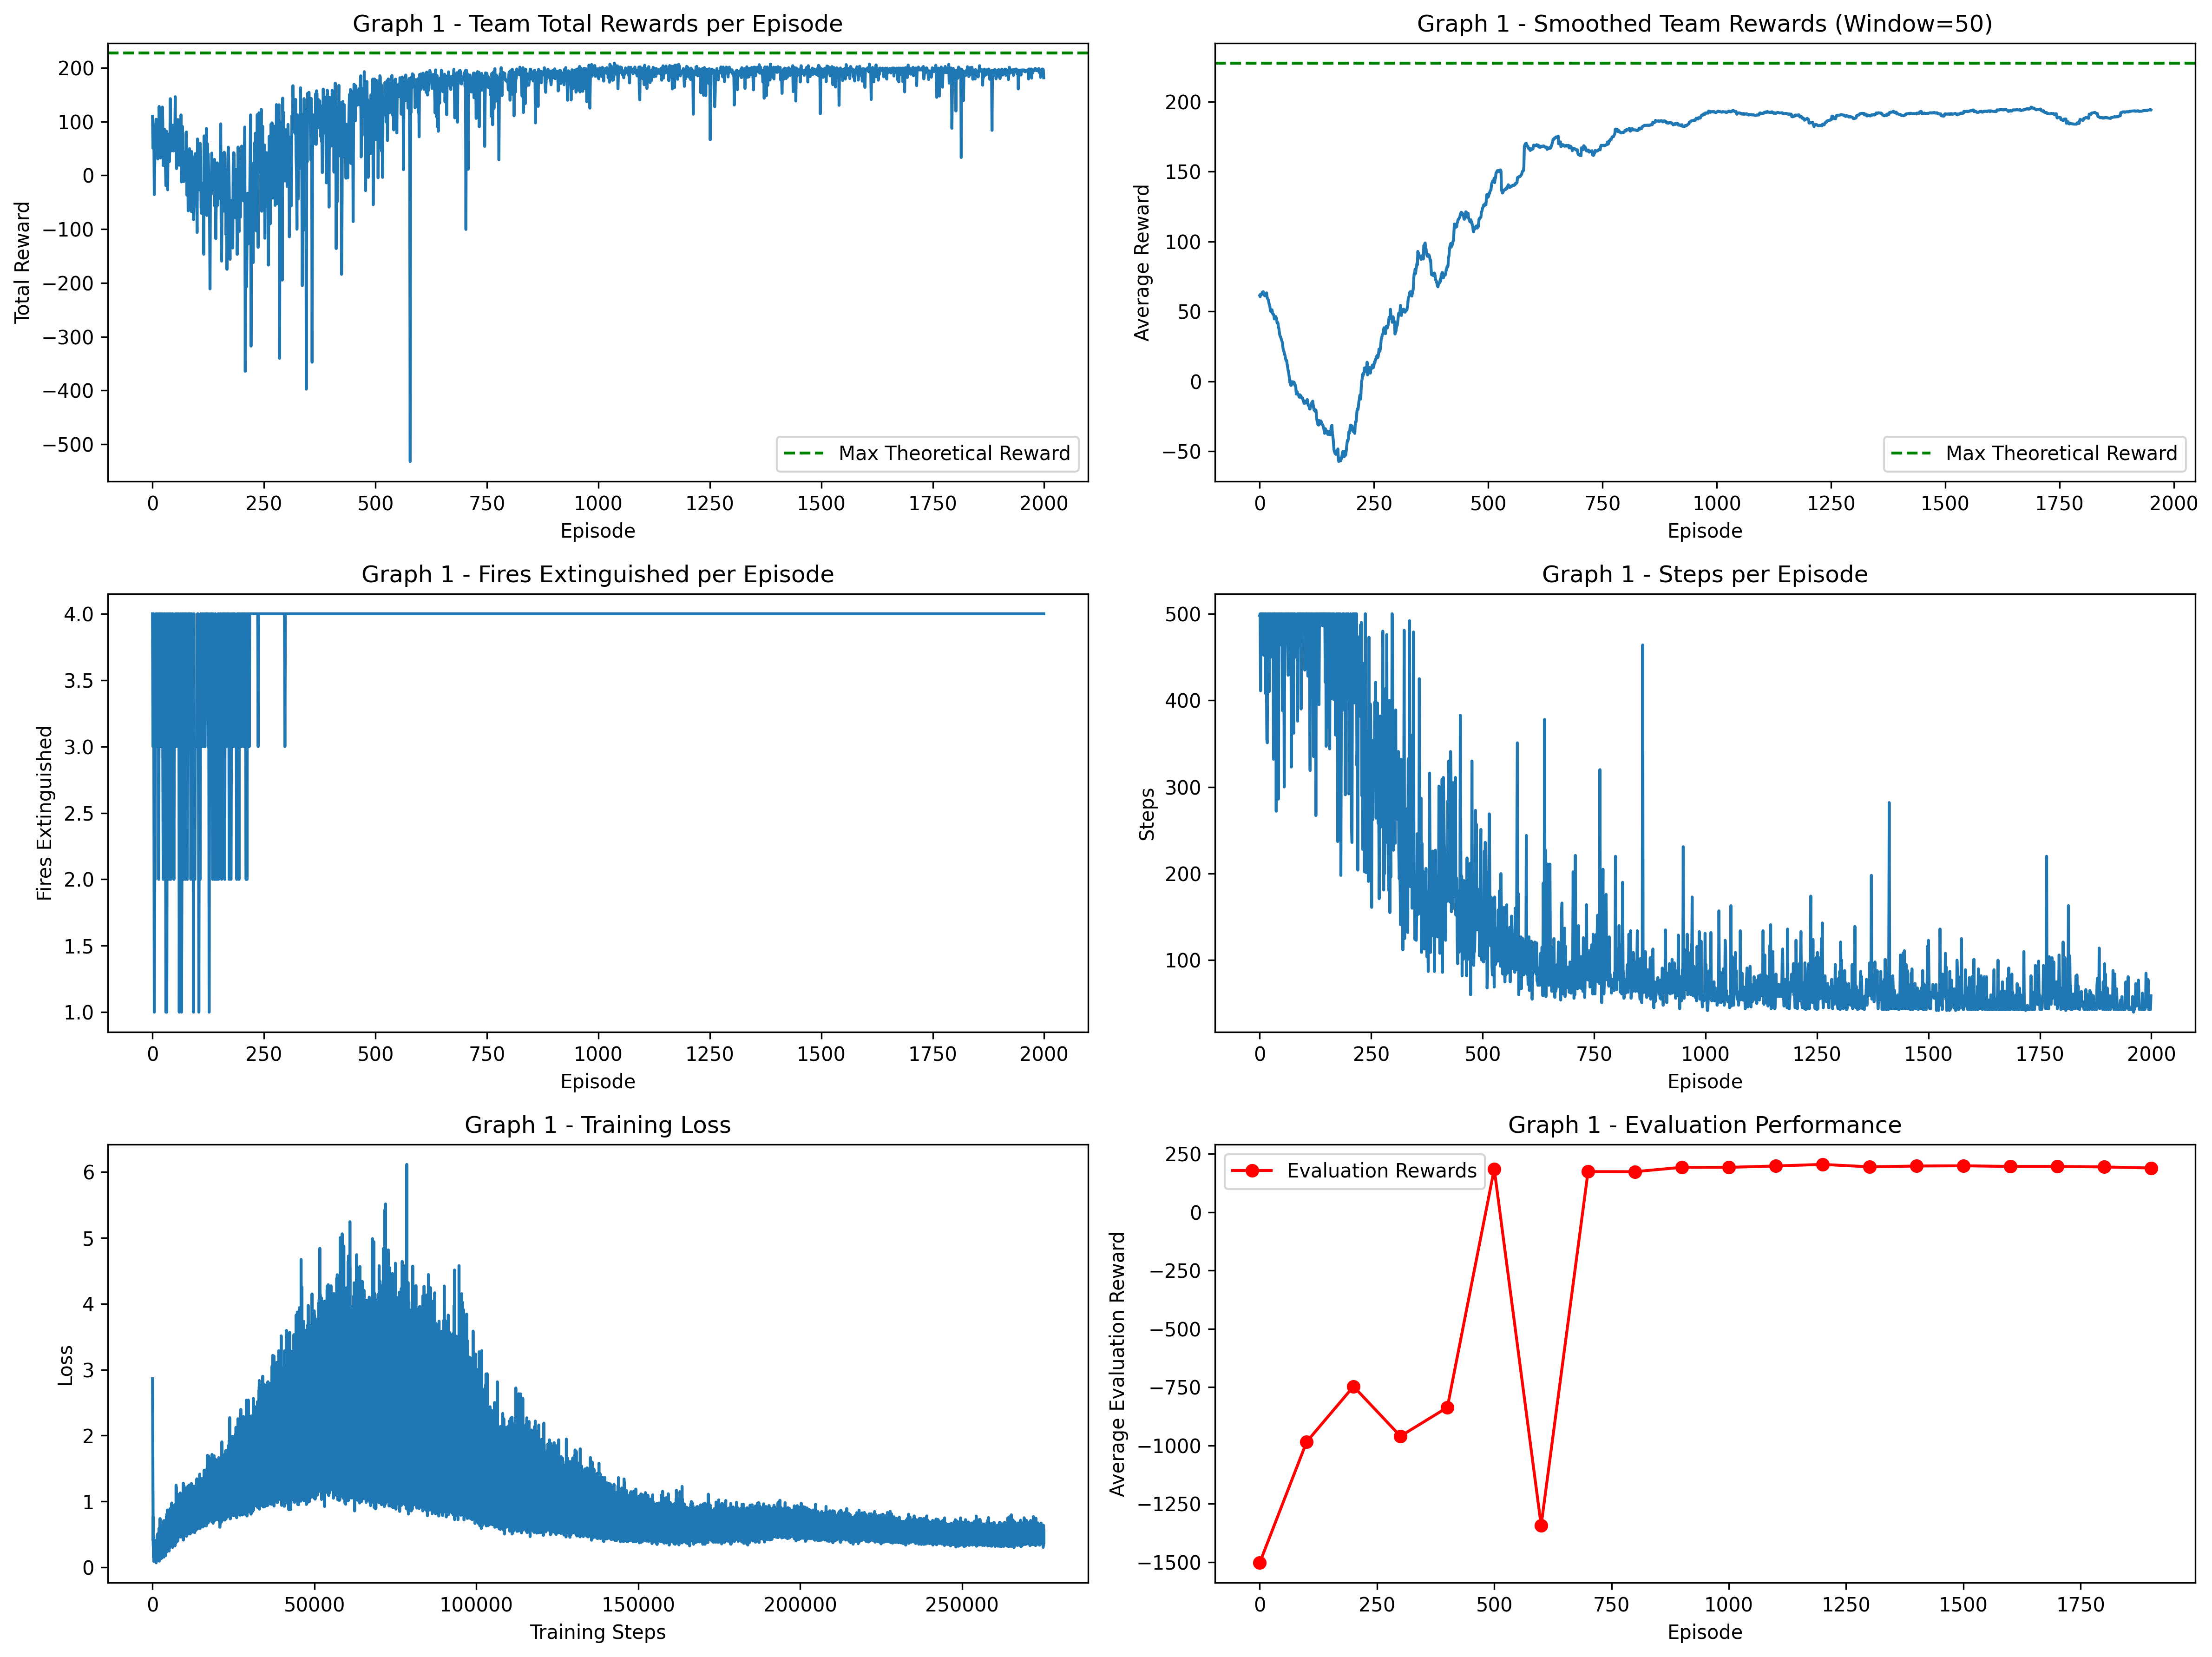 Graph 1 - Team Total Rewards per Episode
Total Reward
200
100
0
−100
−200
−300
−400
−500
Max Theoretical Reward
0 250 500 750 1000 1250 1500 1750 2000
Episode
Graph 1 - Smoothed Team Rewards (Window=50)
Average Reward
200
150
100
50
0
−50
Max Theoretical Reward
0 250 500 750 1000 1250 1500 1750 2000
Episode
Graph 1 - Fires Extinguished per Episode
Fires Extinguished
4.0
3.5
3.0
2.5
2.0
1.5
1.0
0 250 500 750 1000 1250 1500 1750 2000
Episode
Graph 1 - Steps per Episode
Steps
500
400
300
200
100
0 250 500 750 1000 1250 1500 1750 2000
Episode
Graph 1 - Training Loss
Loss
6
5
4
3
2
1
0
0 50000 100000 150000 200000 250000
Training Steps
Graph 1 - Evaluation Performance
Average Evaluation Reward
Evaluation Rewards
250
0
−250
−500
−750
−1000
−1250
−1500
0 250 500 750 1000 1250 1500 1750
Episode